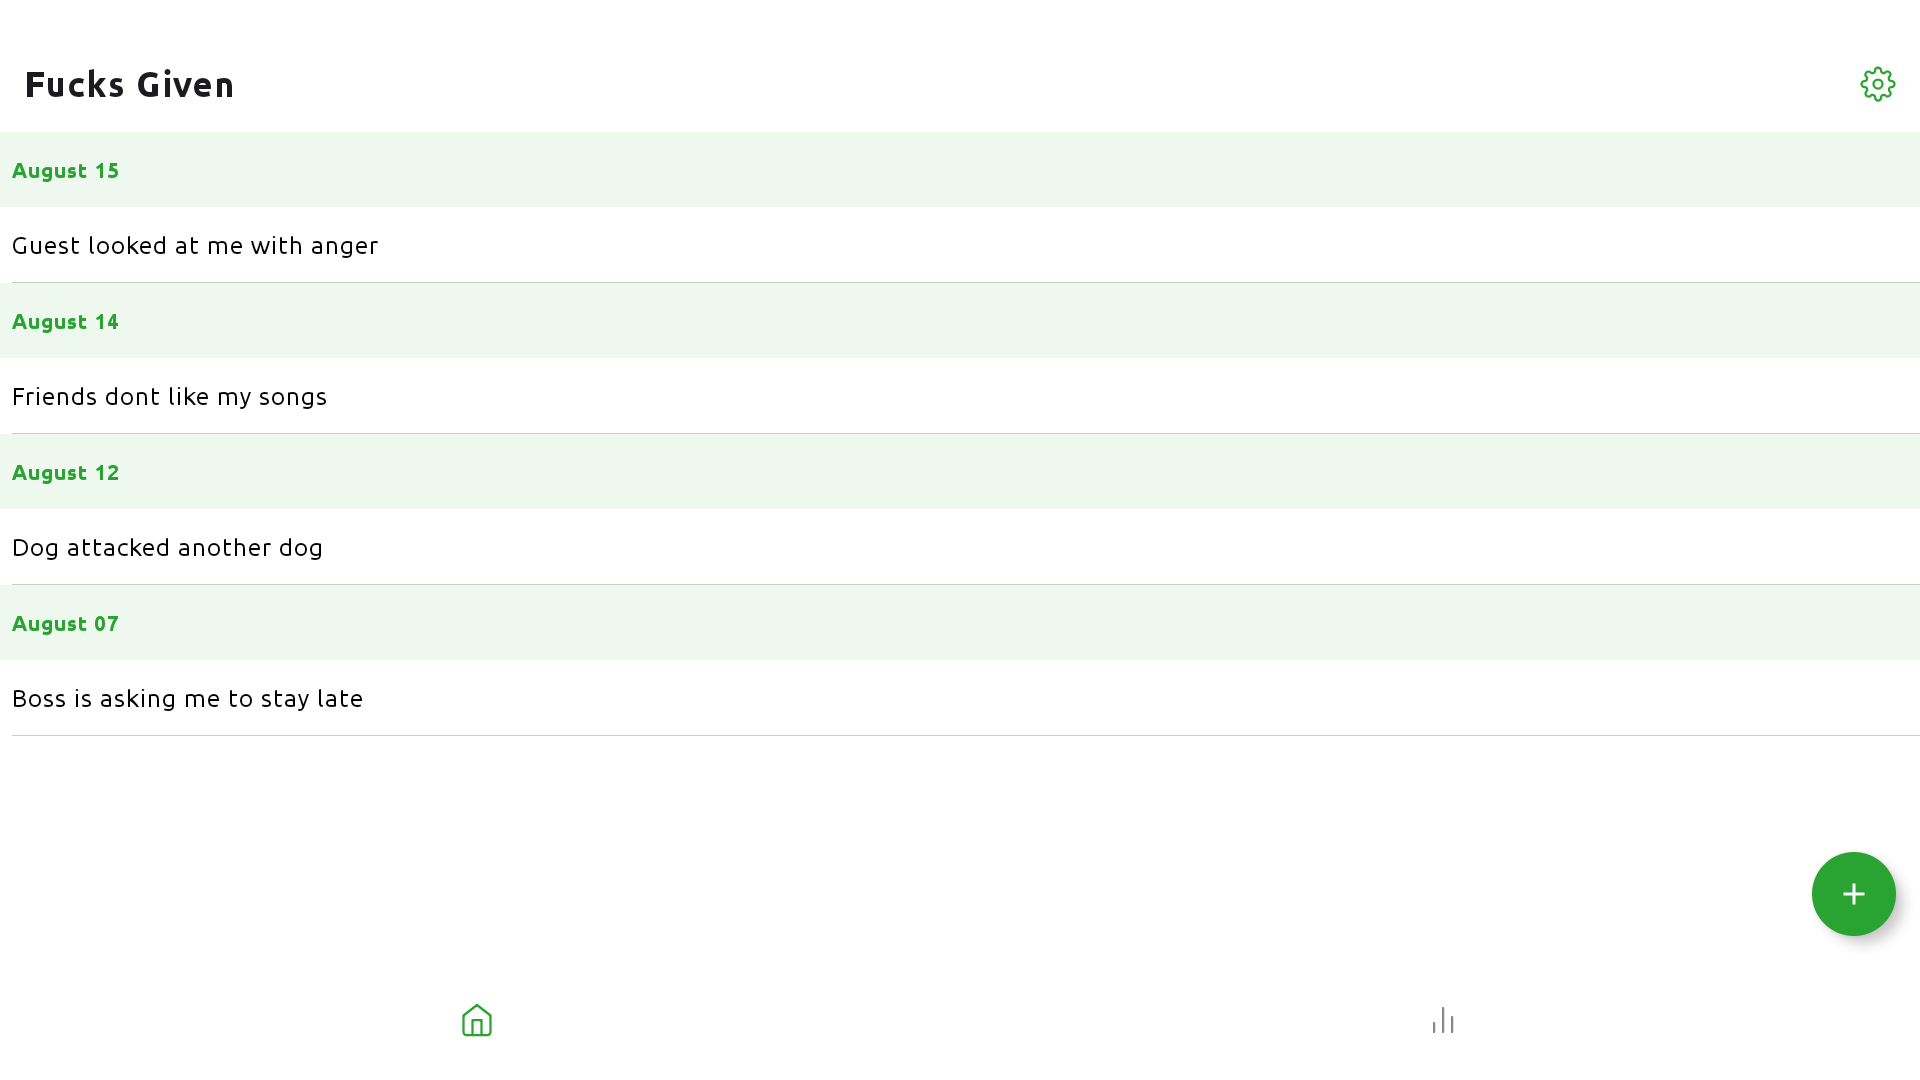 Fucks Given
August 15
Guest looked at me with anger
August 14
Friends dont like my songs
August 12
Dog attacked another dog
August 07
Boss is asking me to stay late